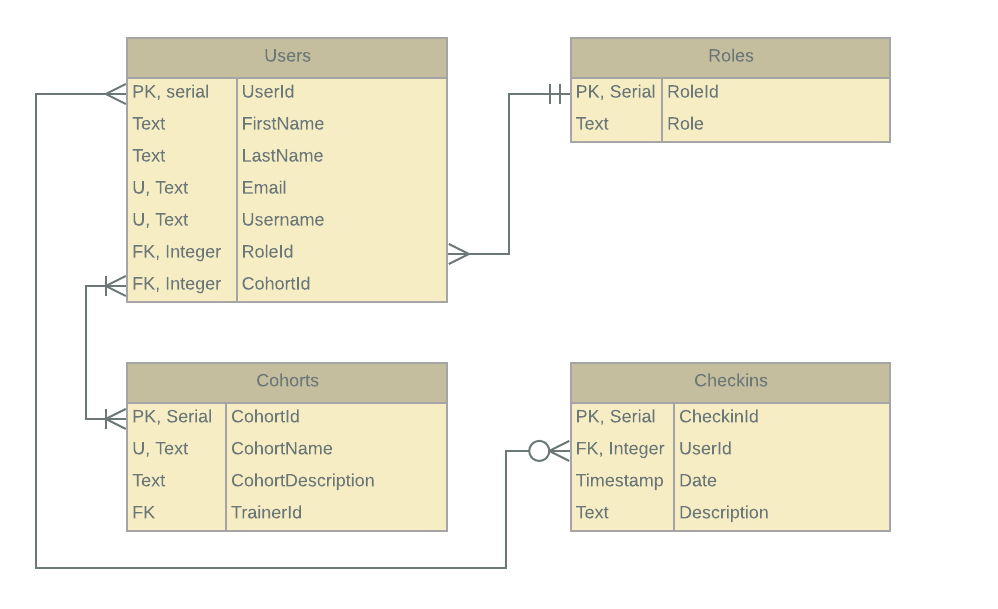 Users
PK, serial UserId
Text FirstName
Text LastName
U, Text Email
U, Text Username
FK, Integer RoleId
FK, Integer CohortId
Roles
PK, Serial RoleId
Text Role
Cohorts
PK, Serial CohortId
U, Text CohortName
Text CohortDescription
FK TrainerId
Checkins
PK, Serial CheckinId
FK, Integer UserId
Timestamp Date
Text Description